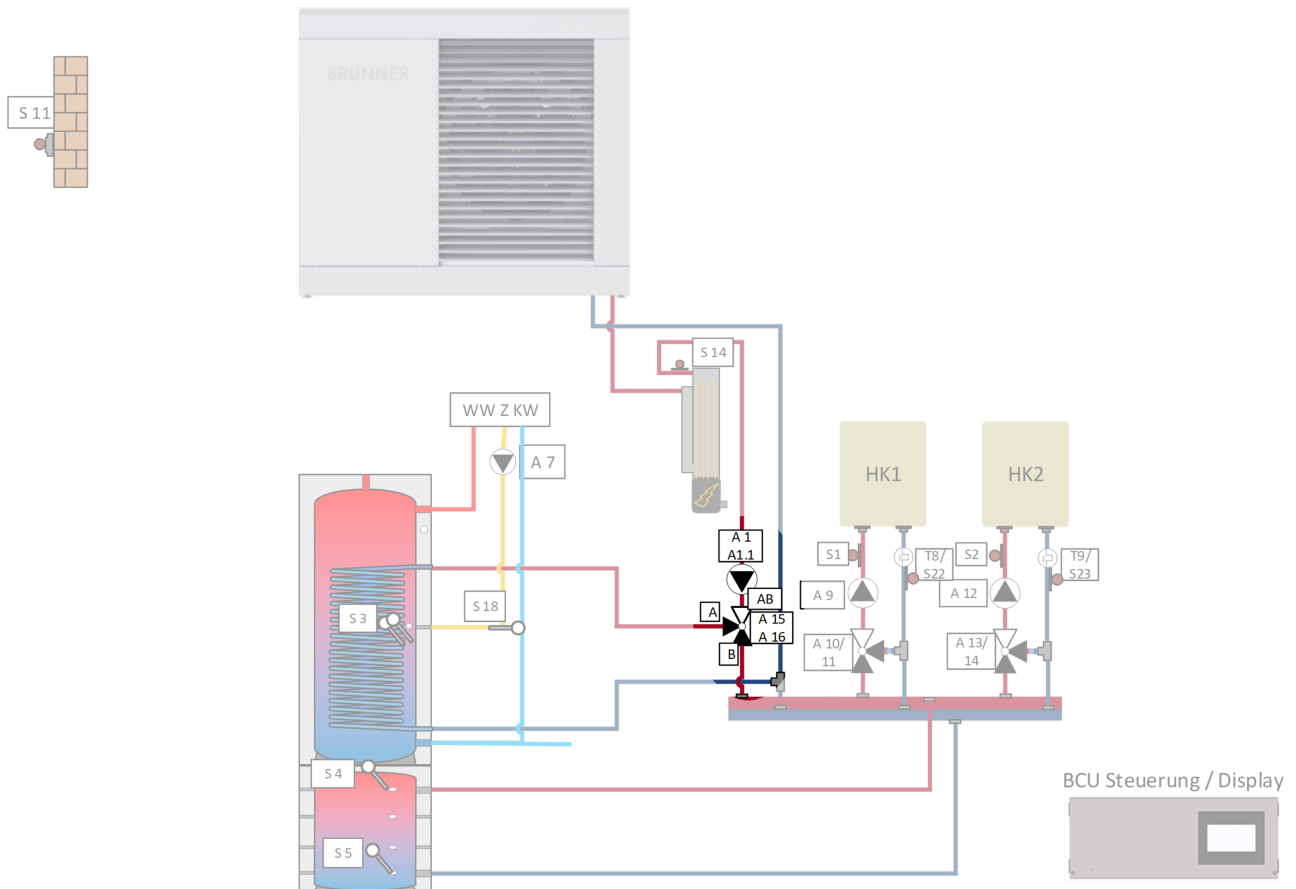 BRUNNER
S 11
S 14
WW Z KW
A 7
HK1
HK2
A 1
A1.1
S1
T8/
S22
S2
T9/
S23
A 9
A 12
AB
A
A 15
A 16
B
S 18
S 3
A 10/
11
A 13/
14
S 4
S 5
BCU Steuerung / Display